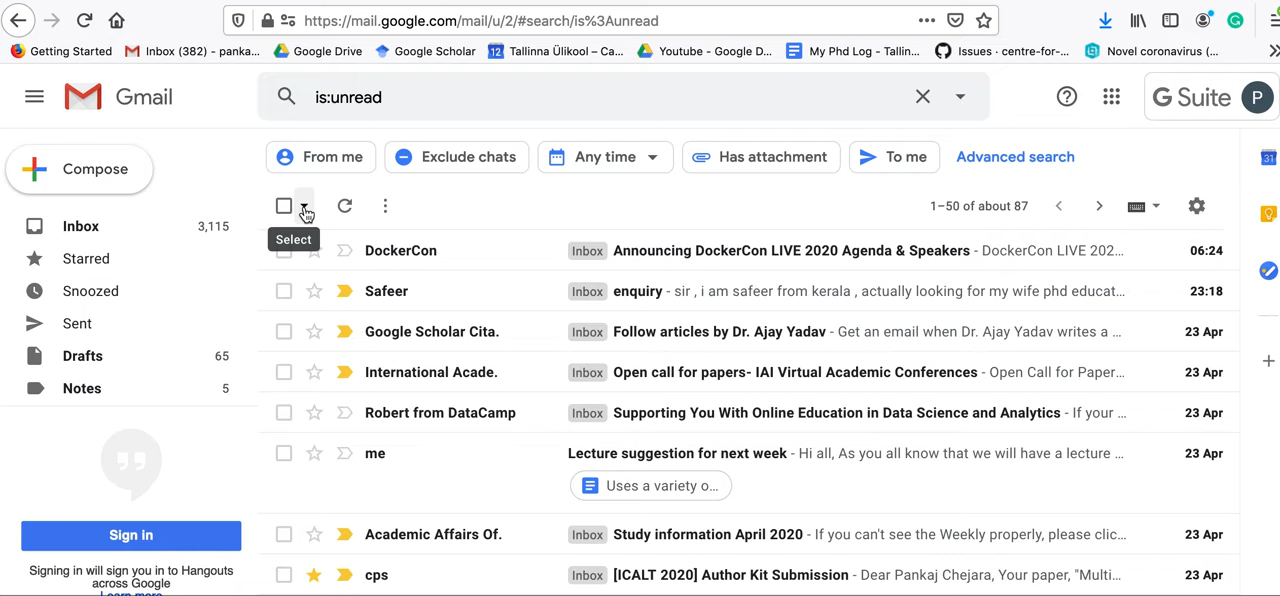 https://mail.google.com/mail/u/2/#search/is%3Aunread
Getting Started Inbox (382) - panka... Google Drive Google Scholar 12 Tallinna Ülikool – Ca... Youtube - Google D... My Phd Log - Tallin... Issues · centre-for-... Novel coronavirus (...
Gmail is:unread G Suite P
Compose
From me Exclude chats Any time Has attachment To me Advanced search
31
1–50 of about 87
Select
Inbox 3,115
Starred
Snoozed
Sent
Drafts 65
Notes 5
DockerCon Inbox Announcing DockerCon LIVE 2020 Agenda & Speakers - DockerCon LIVE 202... 06:24
Safeer Inbox enquiry - sir , i am safeer from kerala , actually looking for my wife phd educat... 23:18
Google Scholar Cita. Inbox Follow articles by Dr. Ajay Yadav - Get an email when Dr. Ajay Yadav writes a ... 23 Apr
International Acade. Inbox Open call for papers- IAI Virtual Academic Conferences - Open Call for Paper... 23 Apr
Robert from DataCamp Inbox Supporting You With Online Education in Data Science and Analytics - If your ... 23 Apr
me Lecture suggestion for next week - Hi all, As you all know that we will have a lecture ... 23 Apr
Uses a variety o...
Academic Affairs Of. Inbox Study information April 2020 - If you can't see the Weekly properly, please clic... 23 Apr
cps Inbox [ICALT 2020] Author Kit Submission - Dear Pankaj Chejara, Your paper, "Multi... 23 Apr
Sign in
Signing in will sign you in to Hangouts
across Google
Learn more